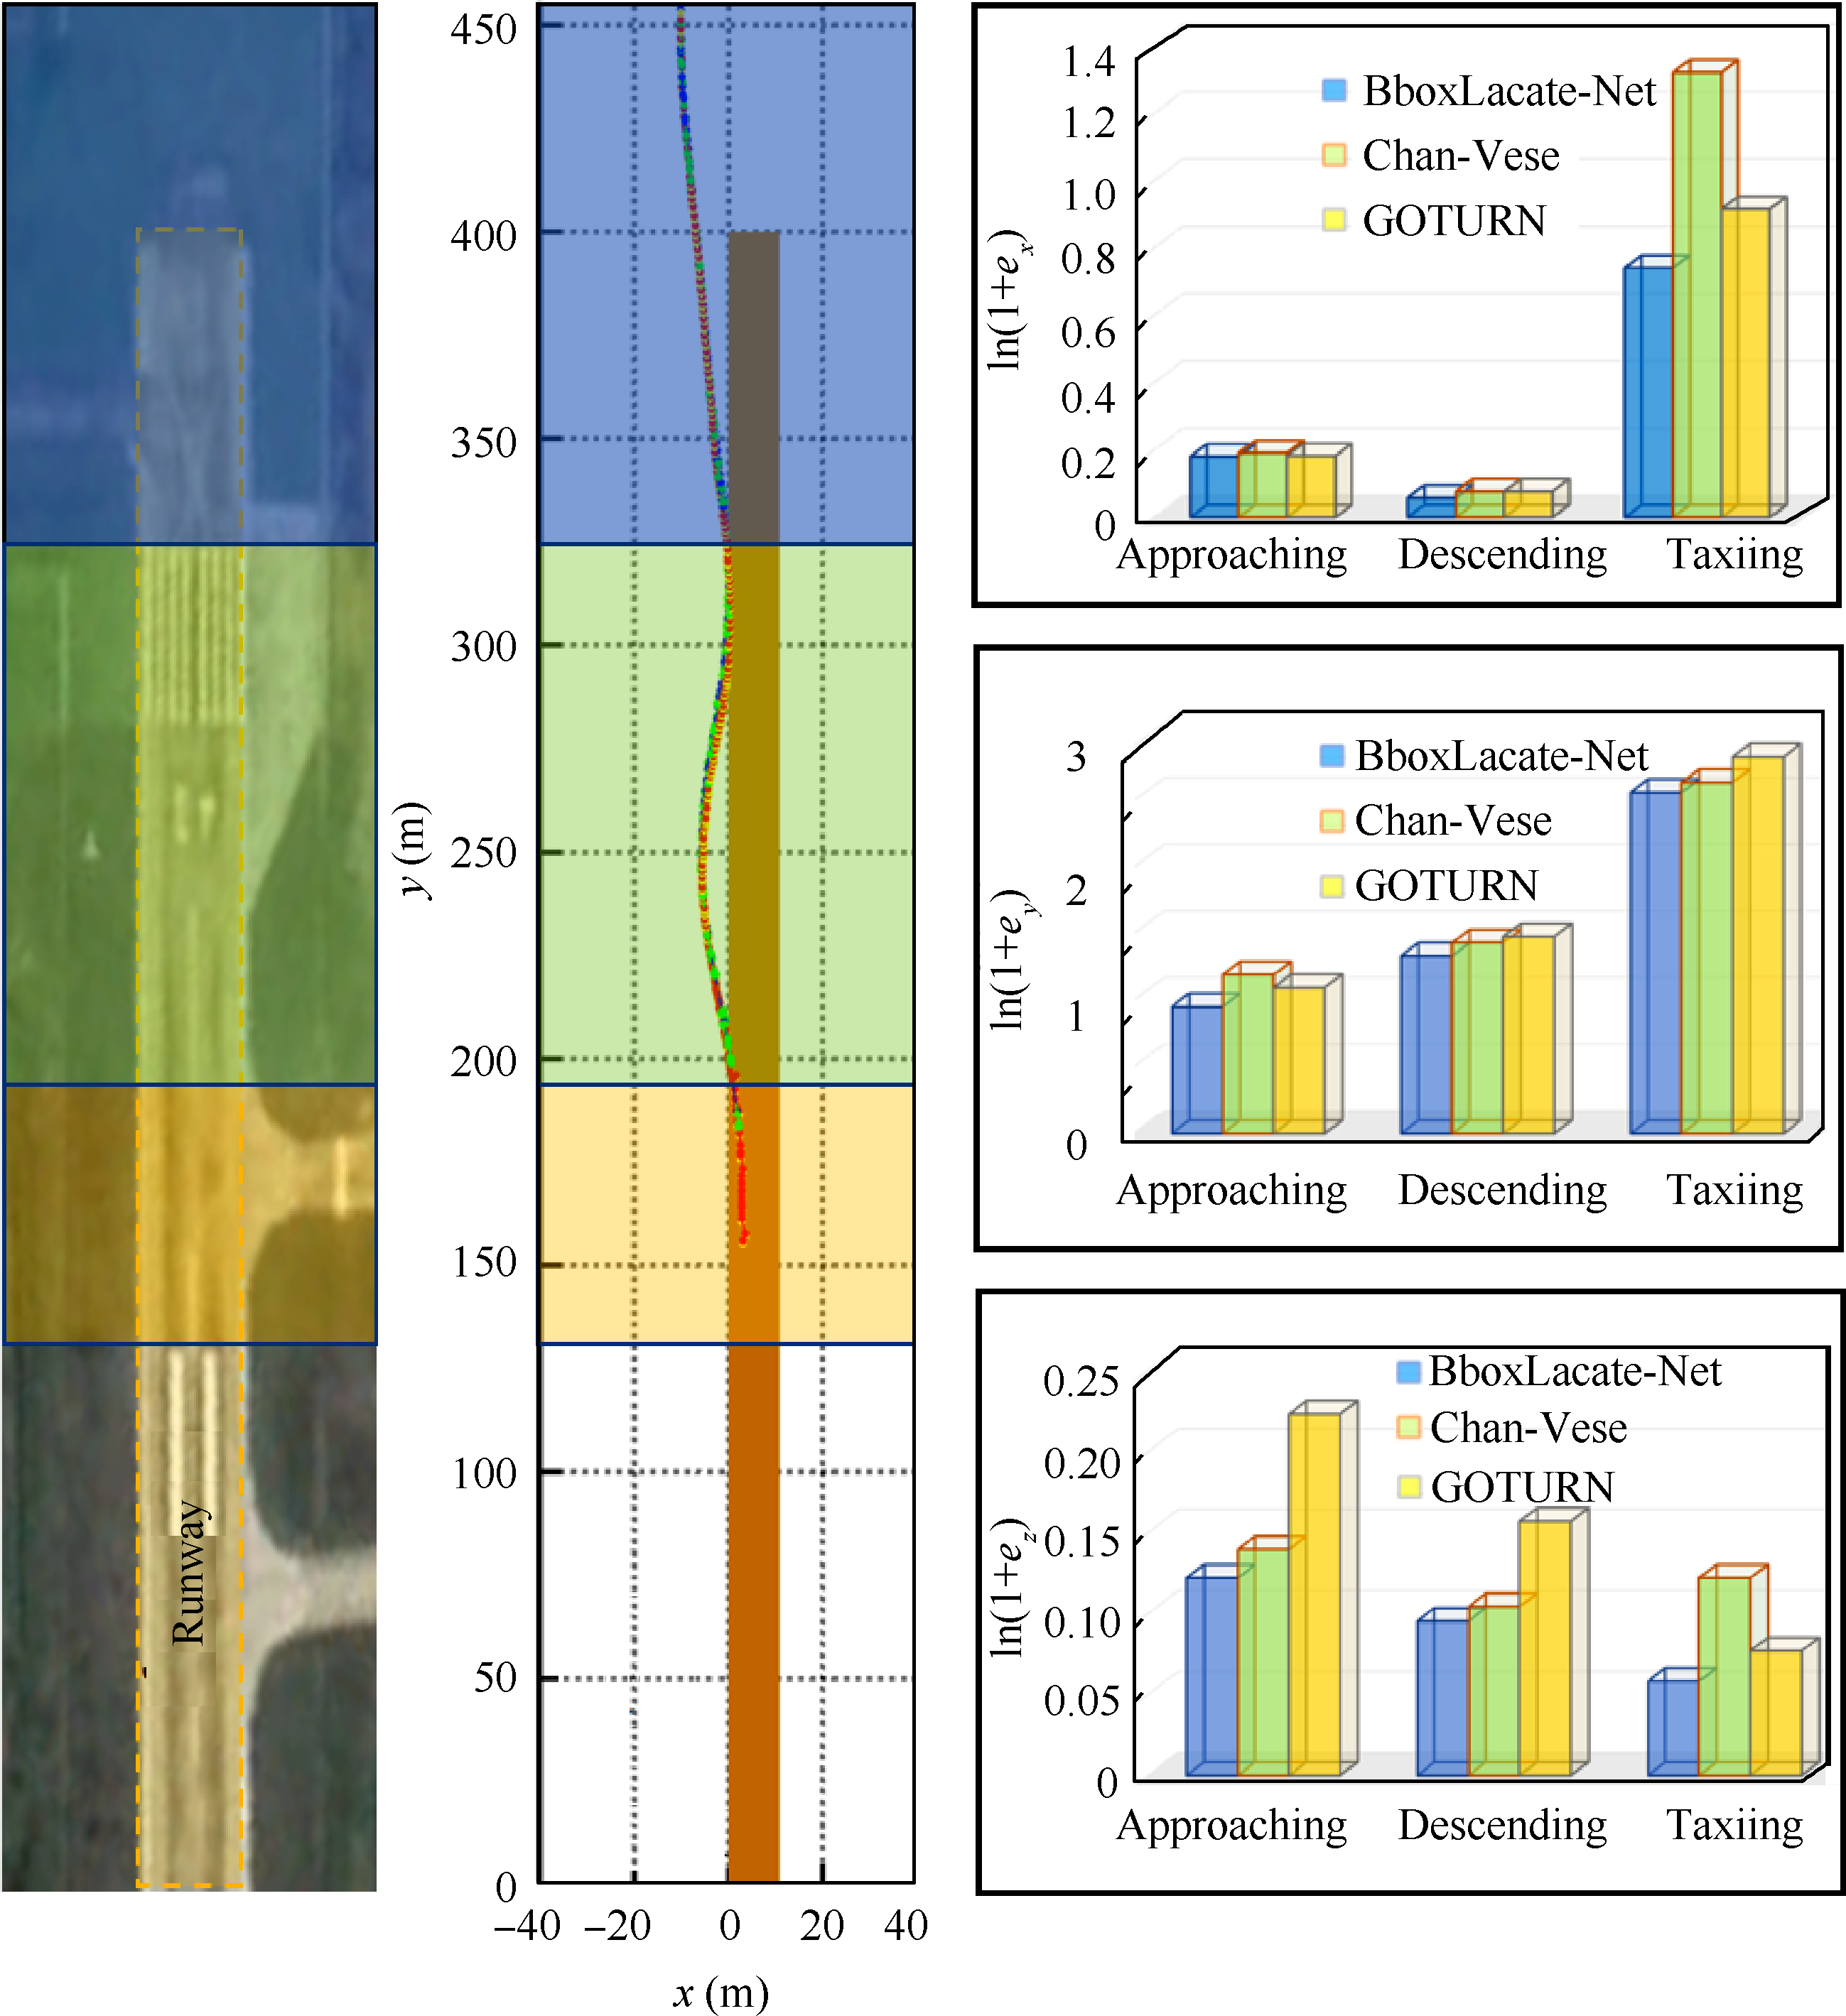 Runway
y (m)
450
400
350
300
250
200
150
100
50
0
−40 −20 0 20 40
x (m)
ln(1+eₓ)
1.4
1.2
1.0
0.8
0.6
0.4
0.2
0
BboxLacate-Net
Chan-Vese
GOTURN
Approaching Descending Taxiing
ln(1+e_y)
3
2
1
0
BboxLacate-Net
Chan-Vese
GOTURN
Approaching Descending Taxiing
ln(1+e_z)
0.25
0.20
0.15
0.10
0.05
0
BboxLacate-Net
Chan-Vese
GOTURN
Approaching Descending Taxiing